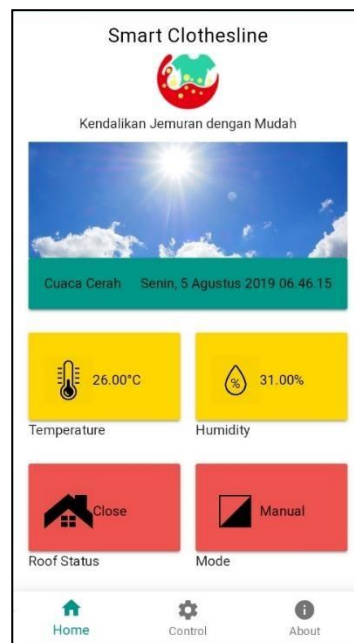 Smart Clothesline
Kendalikan Jemuran dengan Mudah
Cuaca Cerah Senin, 5 Agustus 2019 06.46.15
26.00°C
% 31.00%
Temperature Humidity
Close Manual
Roof Status Mode
Home Control About